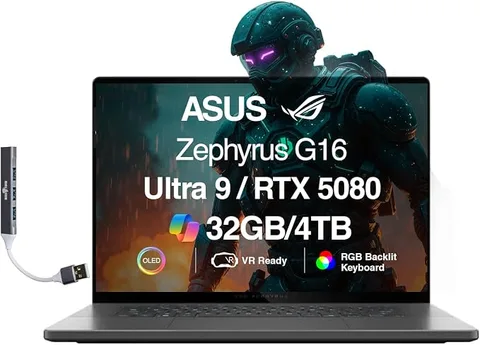 ASUS
Zephyrus G16
Ultra 9 / RTX 5080
32GB/4TB
OLED
VR Ready
RGB Backlit
Keyboard